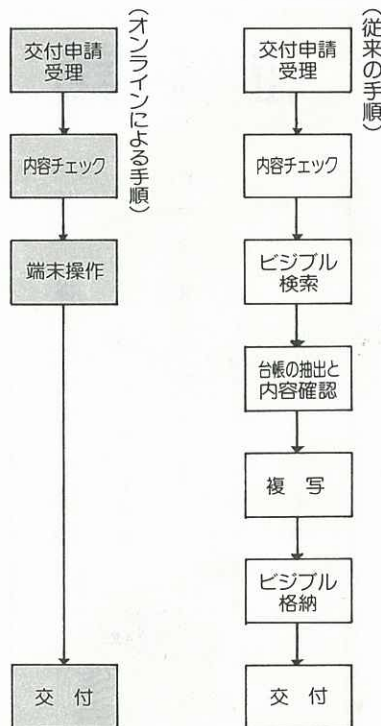 (従来の手順)
交付申請
受理
内容チェック
ビジブル
検索
台帳の抽出と
内容確認
複 写
ビジブル
格納
交 付
(オンラインによる手順)
交付申請
受理
内容チェック
端末操作
交 付